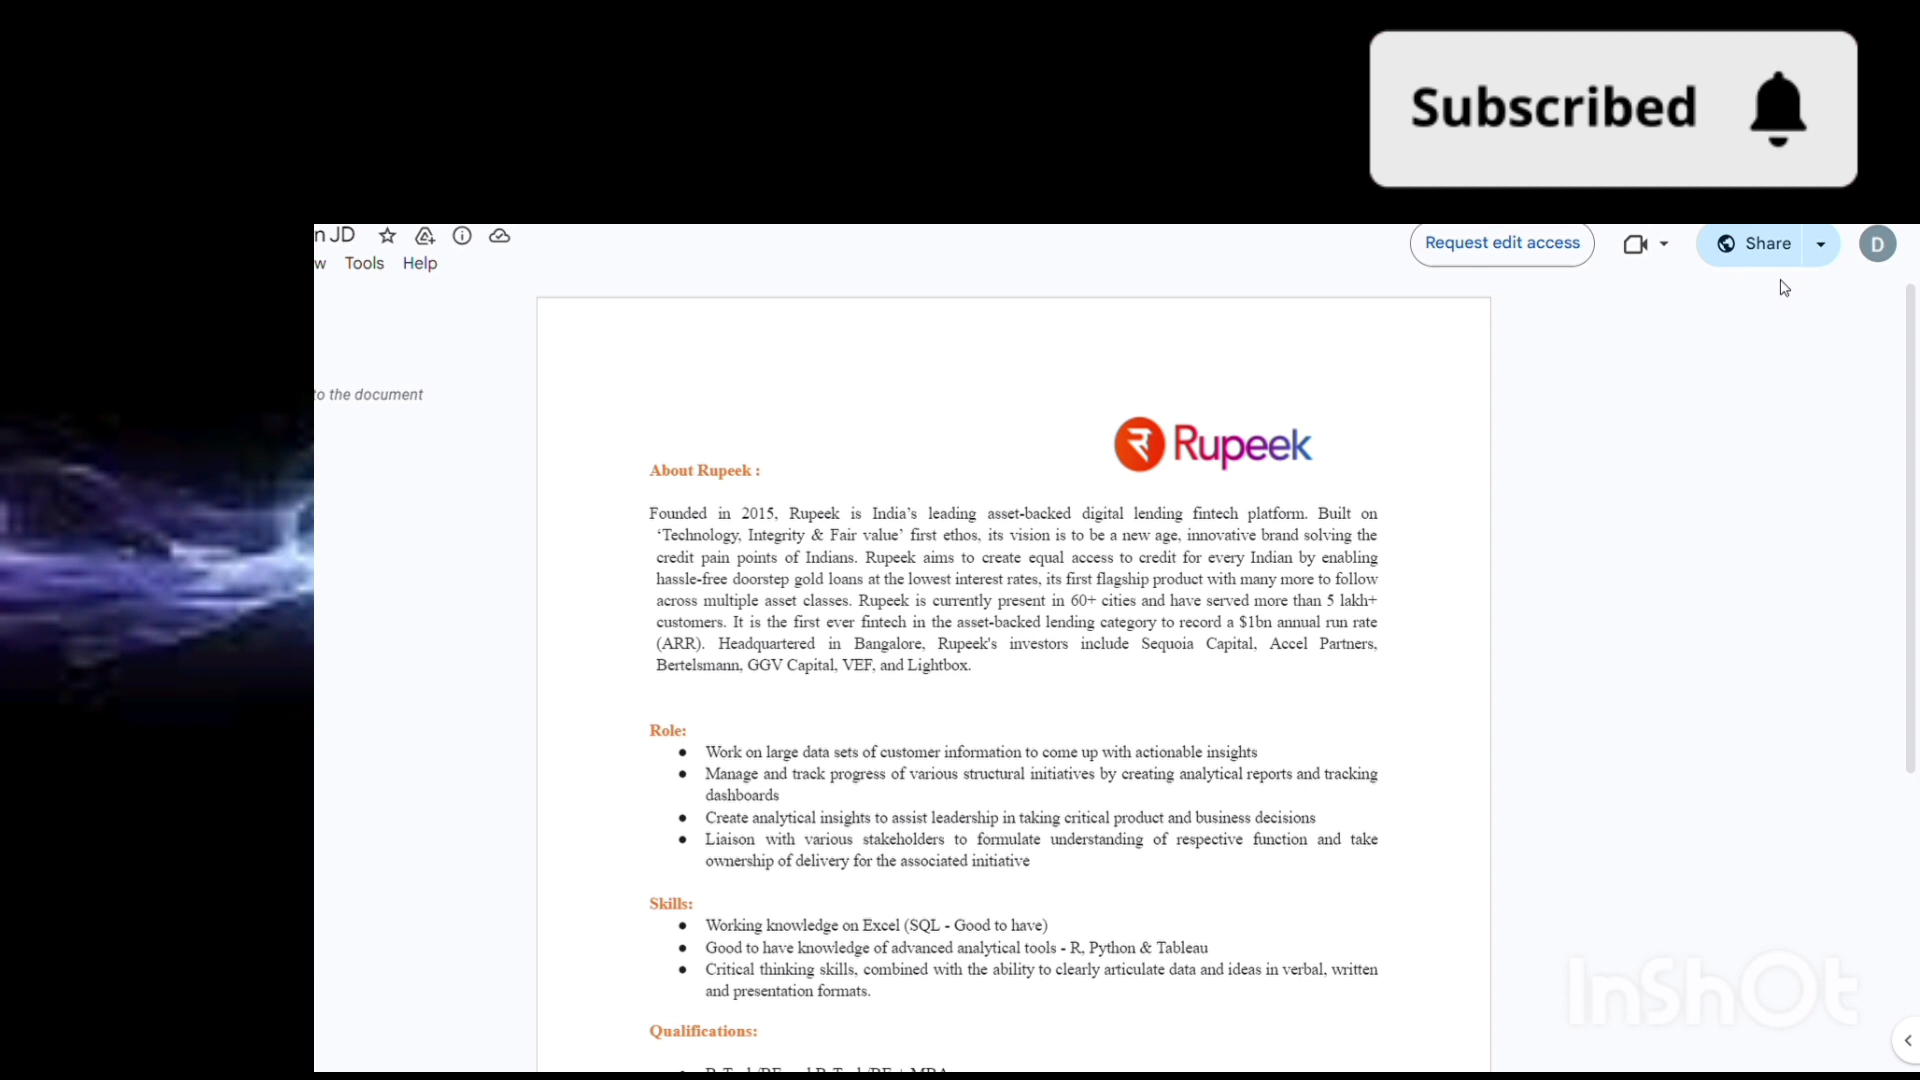 Subscribed
n JD
Request edit access
Share
D
w Tools Help
to the document
Rupeek
About Rupeek :
Founded in 2015, Rupeek is India’s leading asset-backed digital lending fintech platform. Built on
‘Technology, Integrity & Fair value’ first ethos, its vision is to be a new age, innovative brand solving the
credit pain points of Indians. Rupeek aims to create equal access to credit for every Indian by enabling
hassle-free doorstep gold loans at the lowest interest rates, its first flagship product with many more to follow
across multiple asset classes. Rupeek is currently present in 60+ cities and have served more than 5 lakh+
customers. It is the first ever fintech in the asset-backed lending category to record a $1bn annual run rate
(ARR). Headquartered in Bangalore, Rupeek's investors include Sequoia Capital, Accel Partners,
Bertelsmann, GGV Capital, VEF, and Lightbox.
Role:
● Work on large data sets of customer information to come up with actionable insights
● Manage and track progress of various structural initiatives by creating analytical reports and tracking
dashboards
● Create analytical insights to assist leadership in taking critical product and business decisions
● Liaison with various stakeholders to formulate understanding of respective function and take
ownership of delivery for the associated initiative
Skills:
● Working knowledge on Excel (SQL - Good to have)
● Good to have knowledge of advanced analytical tools - R, Python & Tableau
● Critical thinking skills, combined with the ability to clearly articulate data and ideas in verbal, written
and presentation formats.
Qualifications:
InShOt